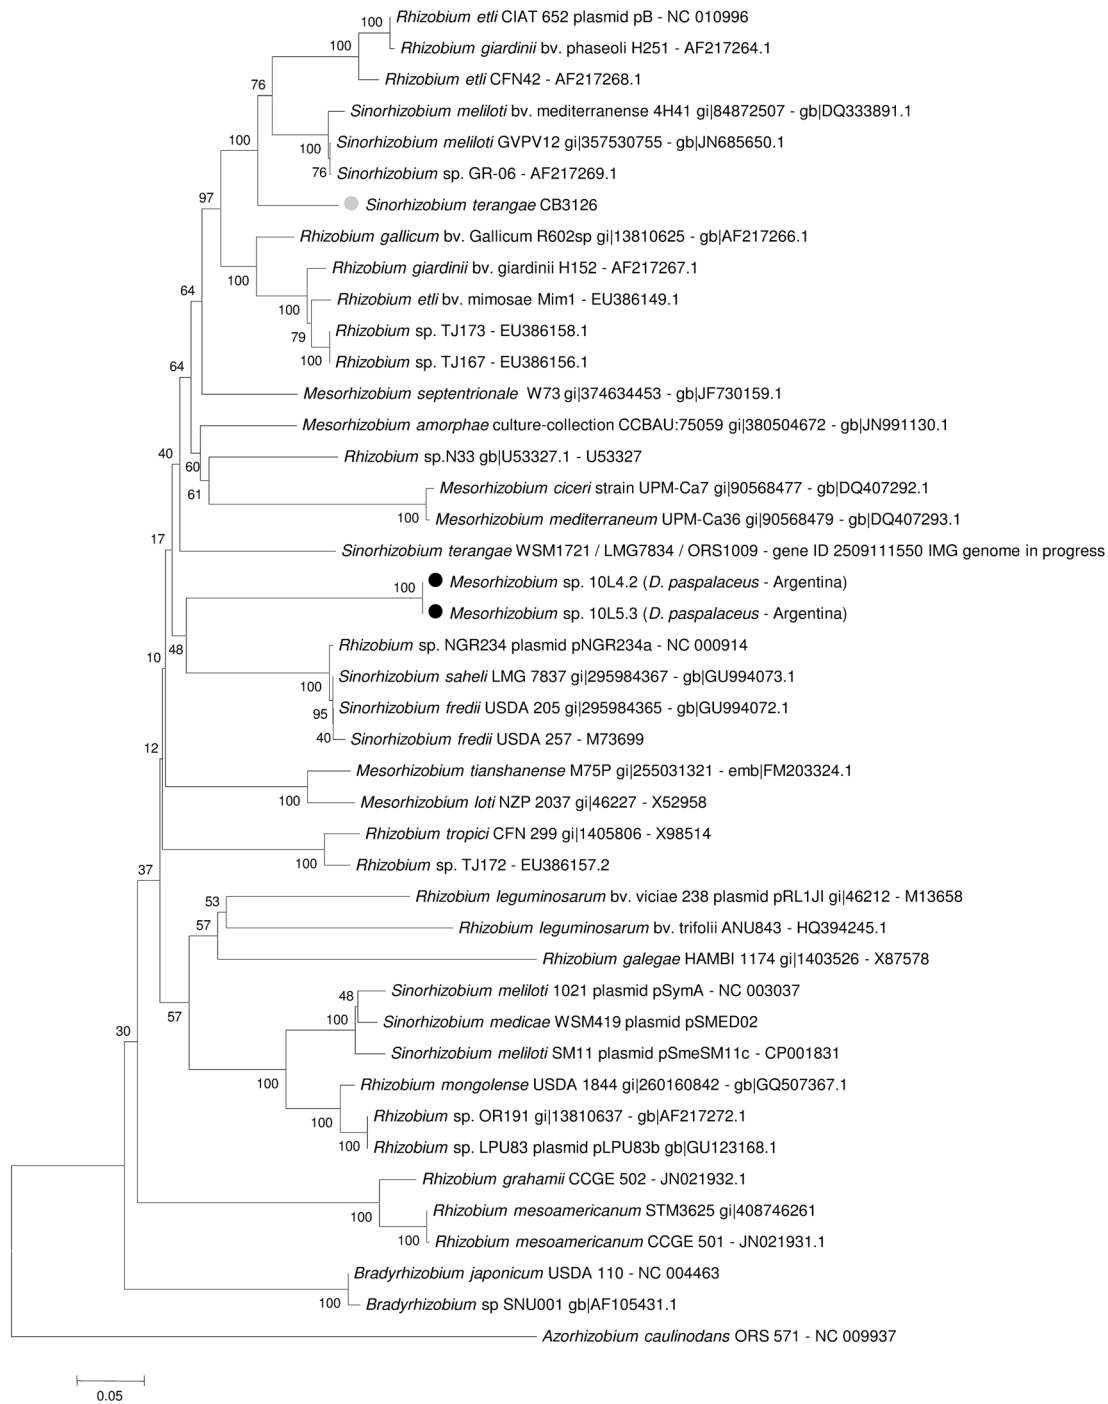 Rhizobium etli CIAT 652 plasmid pB - NC 010996
100
Rhizobium giardinii bv. phaseoli H251 - AF217264.1
100
Rhizobium etli CFN42 - AF217268.1
76
Sinorhizobium meliloti bv. mediterranense 4H41 gi|84872507 - gb|DQ333891.1
100
Sinorhizobium meliloti GVPV12 gi|357530755 - gb|JN685650.1
100
76
Sinorhizobium sp. GR-06 - AF217269.1
97
Sinorhizobium terangae CB3126
Rhizobium gallicum bv. Gallicum R602sp gi|13810625 - gb|AF217266.1
100
Rhizobium giardinii bv. giardinii H152 - AF217267.1
64
Rhizobium etli bv. mimosae Mim1 - EU386149.1
100
79
Rhizobium sp. TJ173 - EU386158.1
100
Rhizobium sp. TJ167 - EU386156.1
64
Mesorhizobium septentrionale W73 gi|374634453 - gb|JF730159.1
Mesorhizobium amorphae culture-collection CCBAU:75059 gi|380504672 - gb|JN991130.1
40
60
Rhizobium sp.N33 gb|U53327.1 - U53327
61
Mesorhizobium ciceri strain UPM-Ca7 gi|90568477 - gb|DQ407292.1
100
Mesorhizobium mediterraneum UPM-Ca36 gi|90568479 - gb|DQ407293.1
17
Sinorhizobium terangae WSM1721 / LMG7834 / ORS1009 - gene ID 2509111550 IMG genome in progress
100
Mesorhizobium sp. 10L4.2 (D. paspalaceus - Argentina)
Mesorhizobium sp. 10L5.3 (D. paspalaceus - Argentina)
10
48
Rhizobium sp. NGR234 plasmid pNGR234a - NC 000914
100
Sinorhizobium saheli LMG 7837 gi|295984367 - gb|GU994073.1
95
Sinorhizobium fredii USDA 205 gi|295984365 - gb|GU994072.1
40
Sinorhizobium fredii USDA 257 - M73699
12
Mesorhizobium tianshanense M75P gi|255031321 - emb|FM203324.1
100
Mesorhizobium loti NZP 2037 gi|46227 - X52958
Rhizobium tropici CFN 299 gi|1405806 - X98514
100
Rhizobium sp. TJ172 - EU386157.2
37
Rhizobium leguminosarum bv. viciae 238 plasmid pRL1JI gi|46212 - M13658
53
57
Rhizobium leguminosarum bv. trifolii ANU843 - HQ394245.1
Rhizobium galegae HAMBI 1174 gi|1403526 - X87578
57
Sinorhizobium meliloti 1021 plasmid pSymA - NC 003037
48
100
Sinorhizobium medicae WSM419 plasmid pSMED02
30
Sinorhizobium meliloti SM11 plasmid pSmeSM11c - CP001831
100
Rhizobium mongolense USDA 1844 gi|260160842 - gb|GQ507367.1
100
Rhizobium sp. OR191 gi|13810637 - gb|AF217272.1
100
Rhizobium sp. LPU83 plasmid pLPU83b gb|GU123168.1
Rhizobium grahamii CCGE 502 - JN021932.1
100
Rhizobium mesoamericanum STM3625 gi|408746261
100
Rhizobium mesoamericanum CCGE 501 - JN021931.1
Bradyrhizobium japonicum USDA 110 - NC 004463
100
Bradyrhizobium sp SNU001 gb|AF105431.1
Azorhizobium caulinodans ORS 571 - NC 009937
0.05